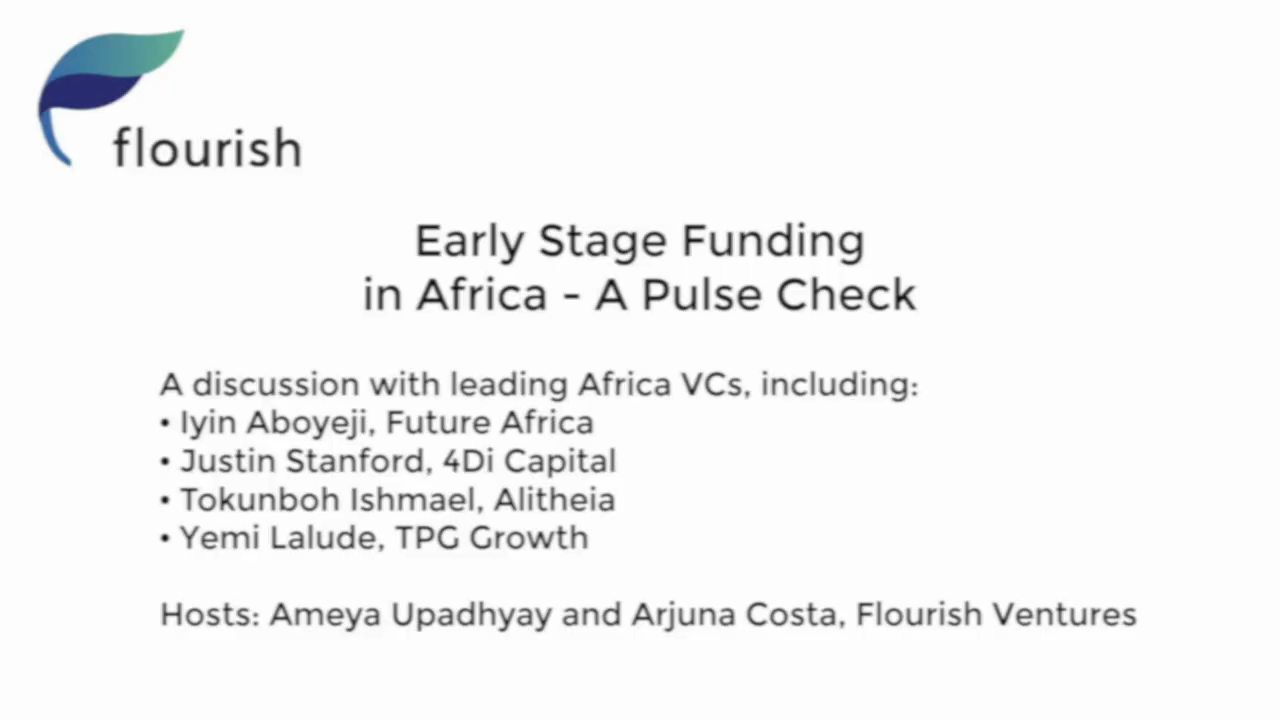 flourish
Early Stage Funding
in Africa - A Pulse Check
A discussion with leading Africa VCs, including:
• Iyin Aboyeji, Future Africa
• Justin Stanford, 4Di Capital
• Tokunboh Ishmael, Alitheia
• Yemi Lalude, TPG Growth
Hosts: Ameya Upadhyay and Arjuna Costa, Flourish Ventures